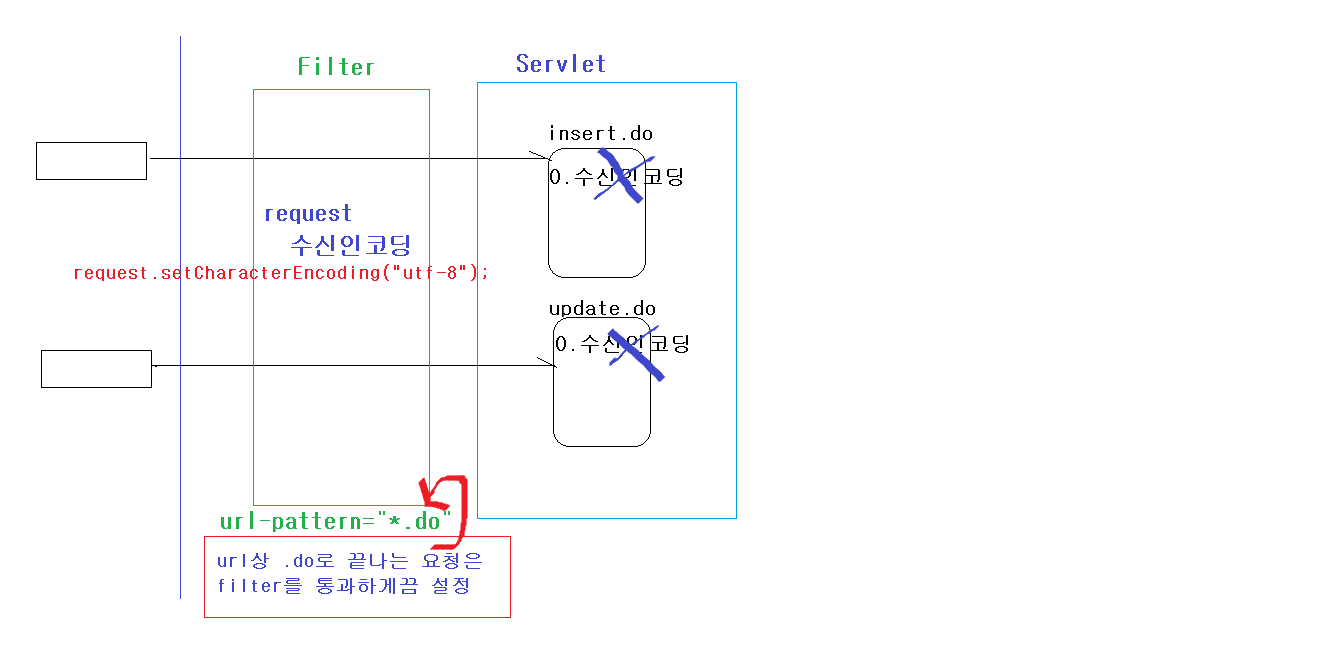 Filter
Servlet
insert.do
0.수신인코딩
request
수신인코딩
request.setCharacterEncoding("utf-8");
update.do
0.수신인코딩
url-pattern="*.do"
url상 .do로 끝나는 요청은
filter를 통과하게끔 설정